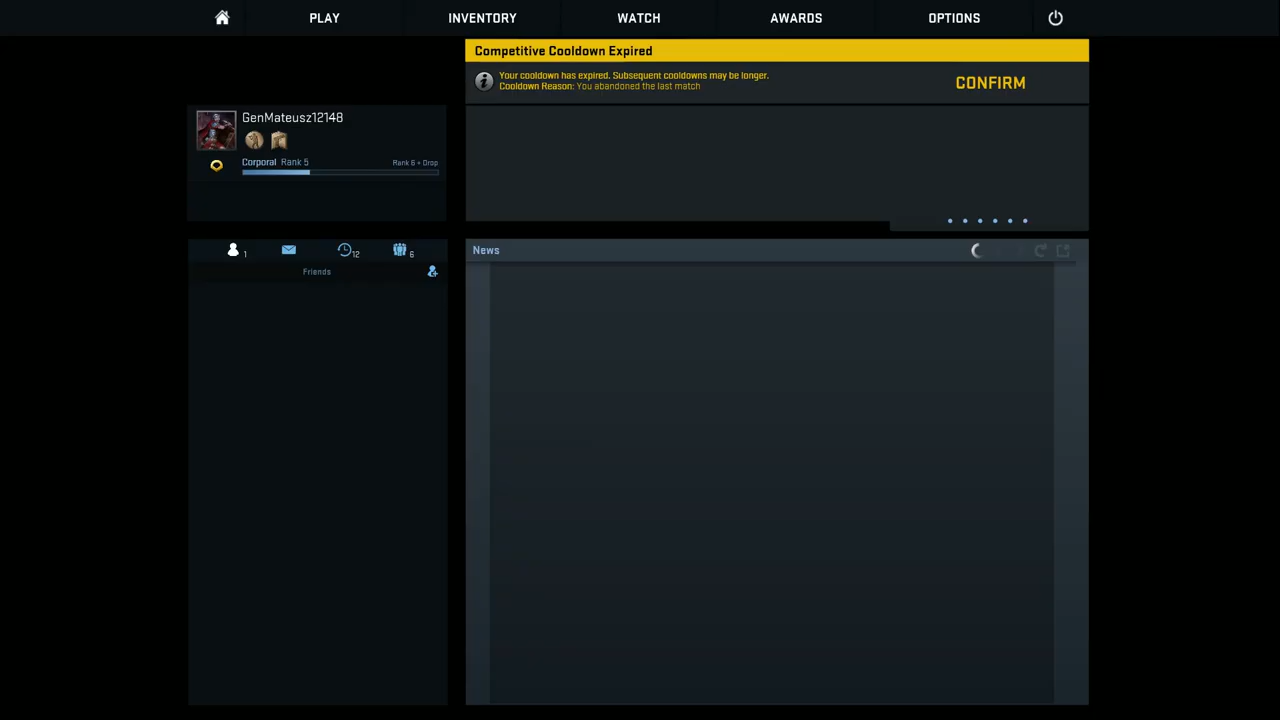 PLAY
INVENTORY
WATCH
AWARDS
OPTIONS
Competitive Cooldown Expired
Your cooldown has expired. Subsequent cooldowns may be longer.
Cooldown Reason: You abandoned the last match
CONFIRM
GenMateusz12148
Corporal Rank 5
Rank 6 + Drop
1
12
6
Friends
News